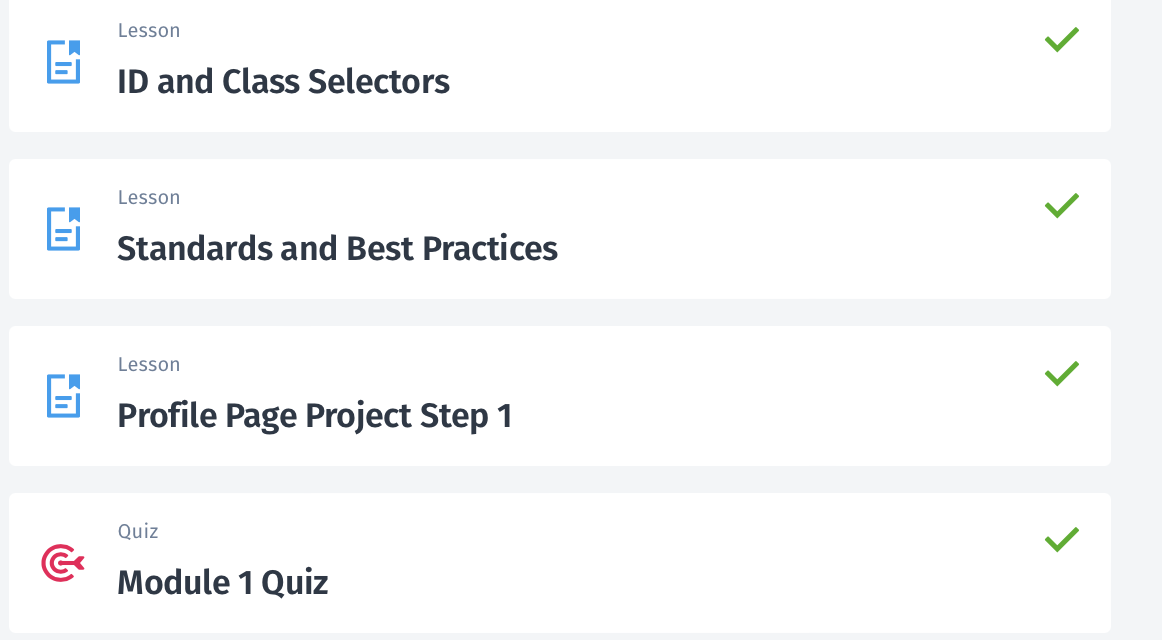 Lesson
ID and Class Selectors
Lesson
Standards and Best Practices
Lesson
Profile Page Project Step 1
Quiz
Module 1 Quiz